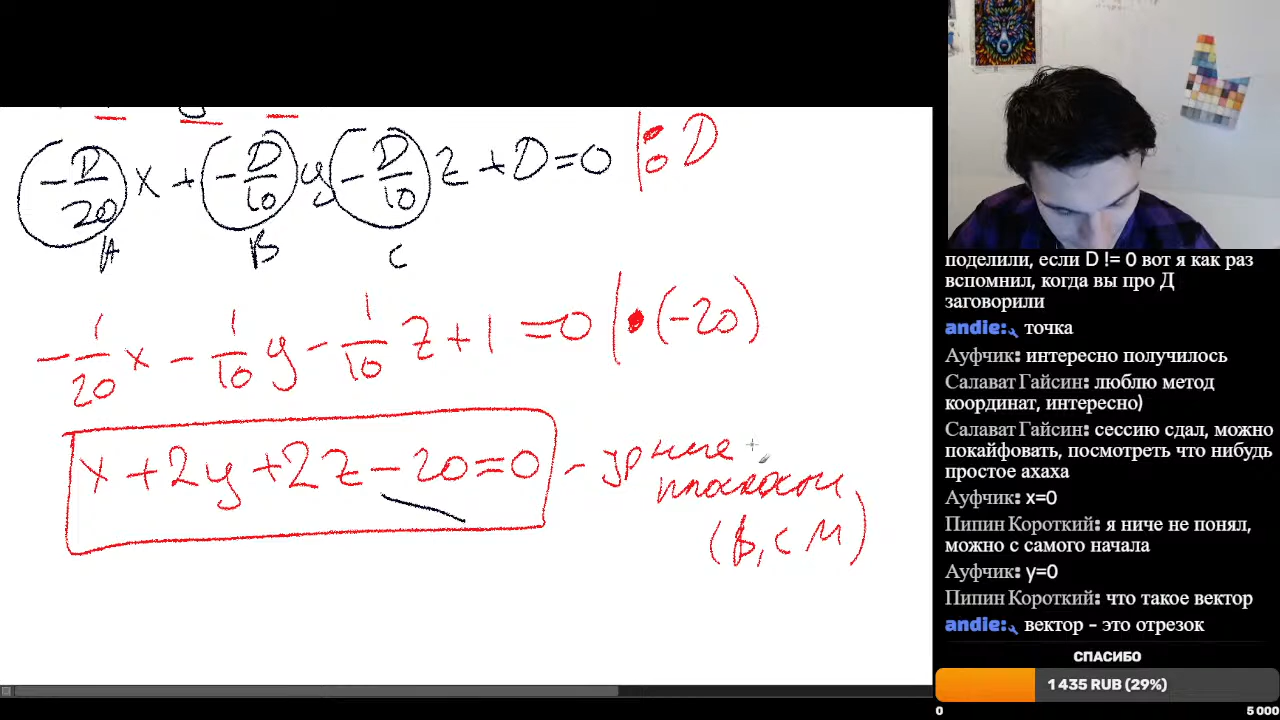 -D/20 x + -D/10 y -D/10 z + D = 0 |: D
A B C
-1/20 x - 1/10 y - 1/10 z + 1 = 0 | • (-20)
x + 2y + 2z - 20 = 0 -
плоскости
поделили, если D != 0 вот я как раз
вспомнил, когда вы про Д
заговорили
andie: точка
Ауфчик: интересно получилось
Салават Гайсин: люблю метод
координат, интересно)
Салават Гайсин: сессию сдал, можно
покайфовать, посмотреть что нибудь
простое ахаха
Ауфчик: x=0
Пипин Короткий: я ниче не понял,
можно с самого начала
Ауфчик: y=0
Пипин Короткий: что такое вектор
andie: вектор - это отрезок
СПАСИБО
1 435 RUB (29%)
0 5 000